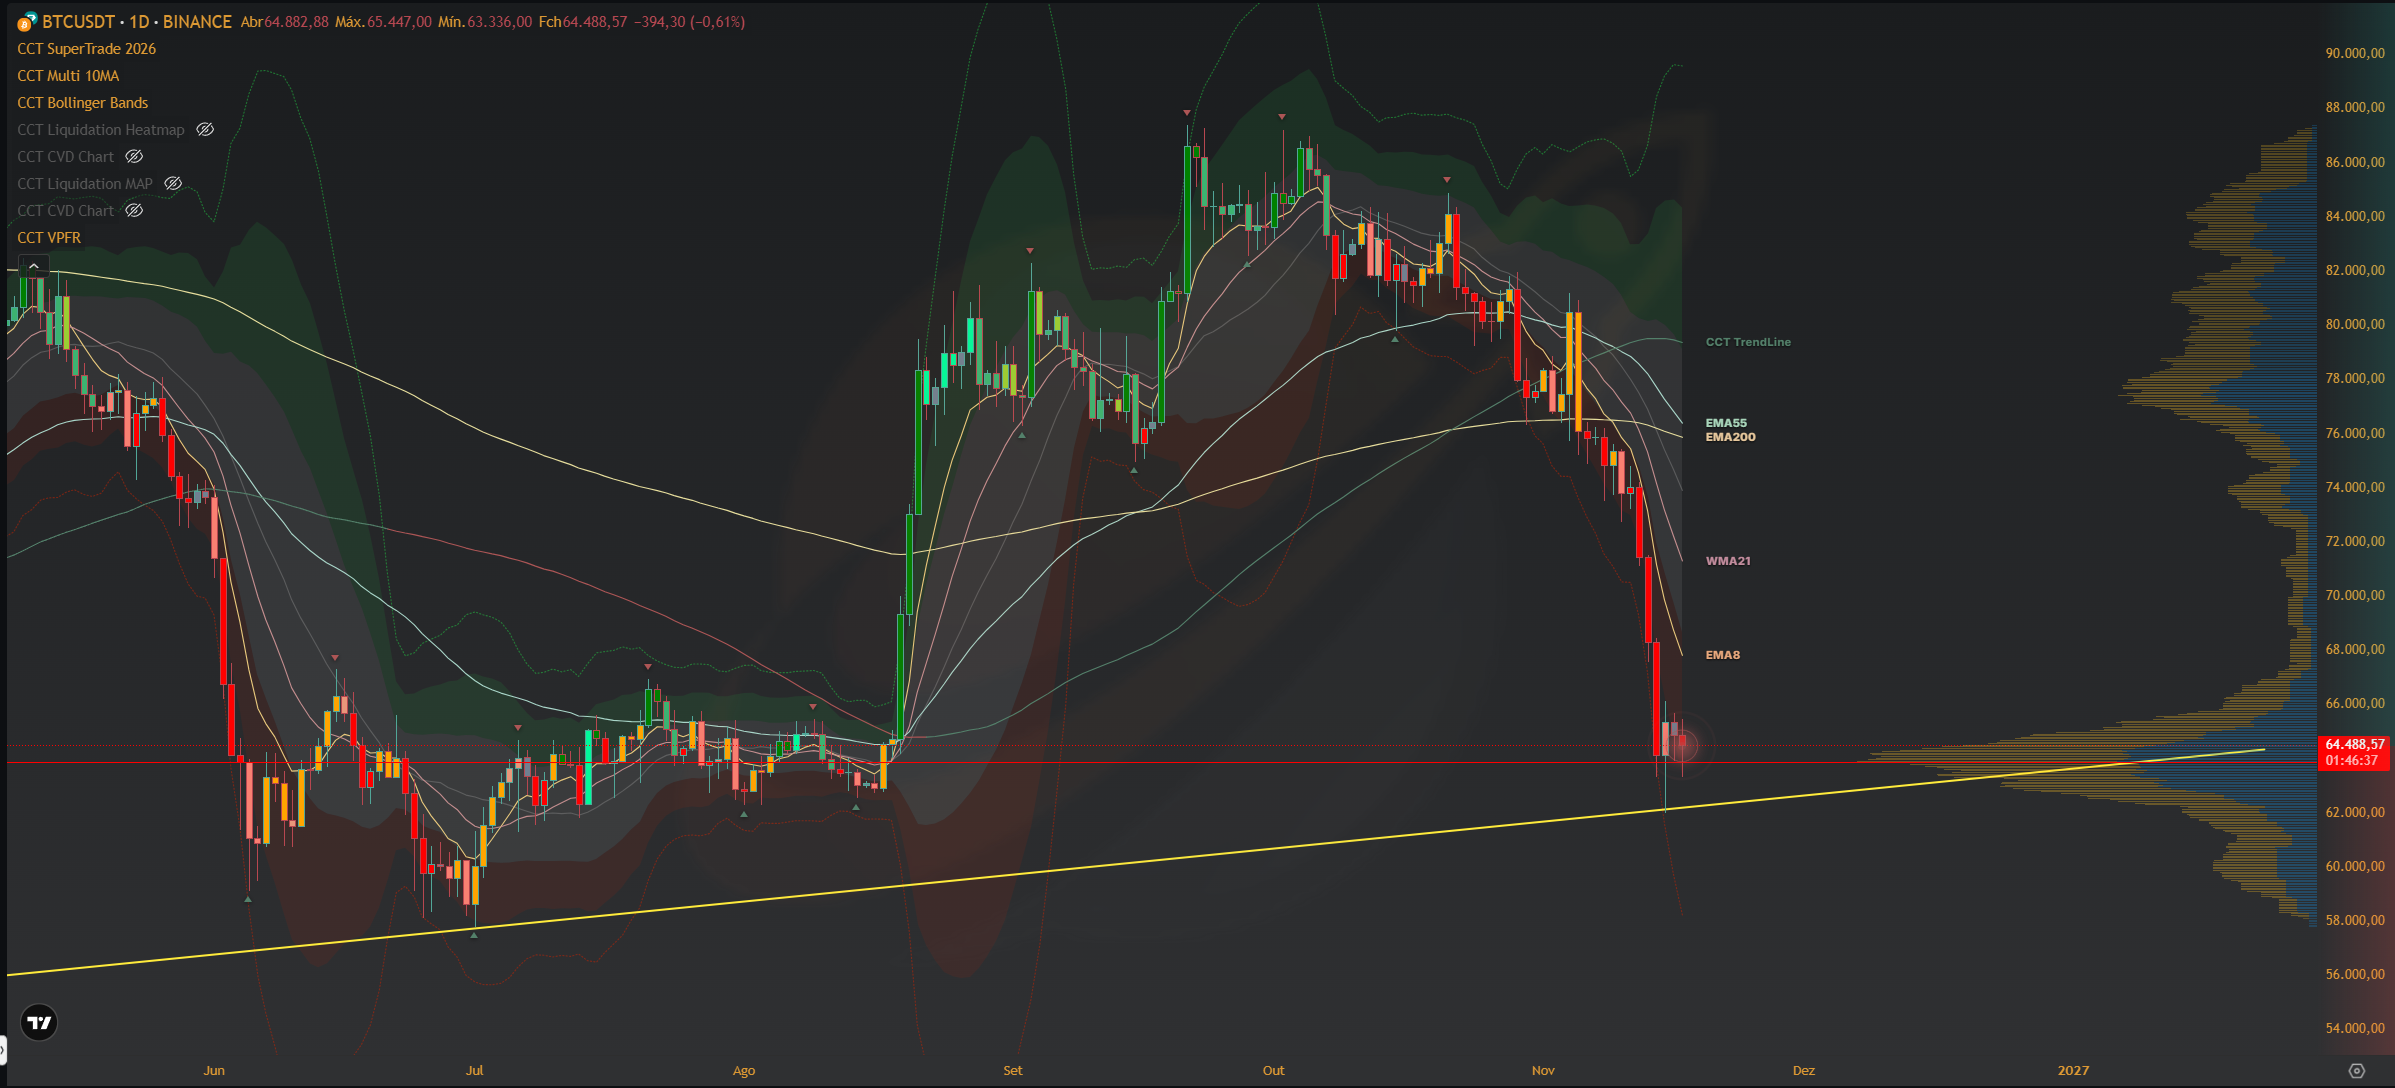 BTCUSDT · 1D · BINANCE Abr64.882,88 Máx.65.447,00 Mín.63.336,00 Fch64.488,57 −394,30 (−0,61%)
CCT SuperTrade 2026
CCT Multi 10MA
CCT Bollinger Bands
CCT Liquidation Heatmap
CCT CVD Chart
CCT Liquidation MAP
CCT CVD Chart
CCT VPFR
90.000,00
88.000,00
86.000,00
84.000,00
82.000,00
80.000,00
78.000,00
76.000,00
74.000,00
72.000,00
70.000,00
68.000,00
66.000,00
64.488,57
01:46:37
62.000,00
60.000,00
58.000,00
56.000,00
54.000,00
CCT TrendLine
EMA55
EMA200
WMA21
EMA8
Jun Jul Ago Set Out Nov Dez 2027